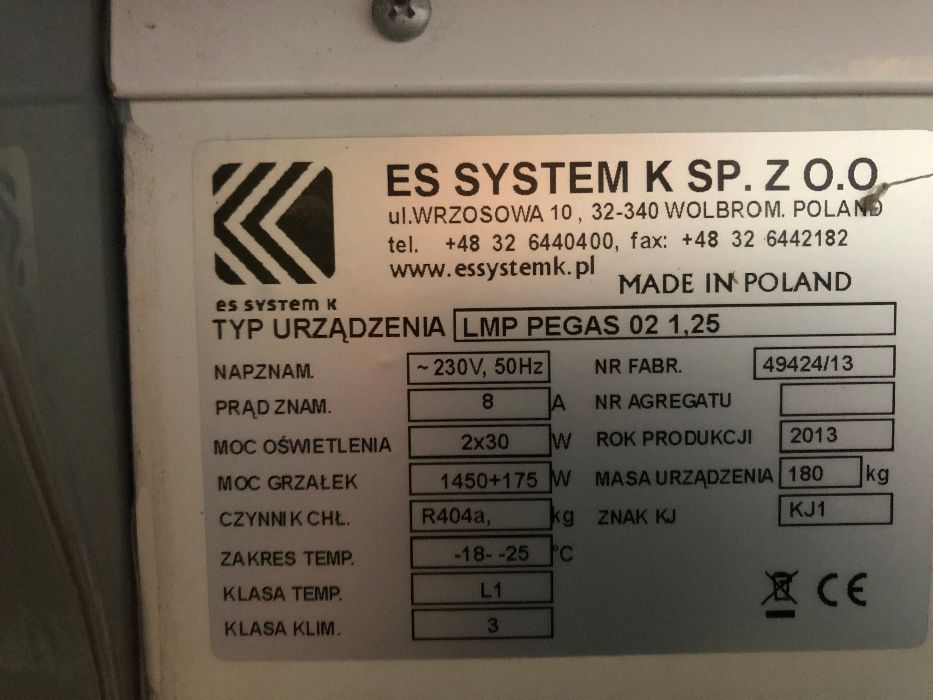 ES SYSTEM K SP. Z O.O
ul.WRZOSOWA 10 , 32-340 WOLBROM. POLAND
tel. +48 32 6440400, fax: +48 32 6442182
www.essystemk.pl
MADE IN POLAND
es system k
TYP URZĄDZENIA LMP PEGAS 02 1,25
NAPZNAM. ~ 230V, 50Hz NR FABR. 49424/13
PRĄD ZNAM. 8 A NR AGREGATU
MOC OŚWIETLENIA 2x30 W ROK PRODUKCJI 2013
MOC GRZAŁEK 1450+175 W MASA URZĄDZENIA 180 kg
CZYNNIK CHŁ. R404a, kg ZNAK KJ KJ1
ZAKRES TEMP. -18- -25 °C
KLASA TEMP. L1
KLASA KLIM. 3
CE